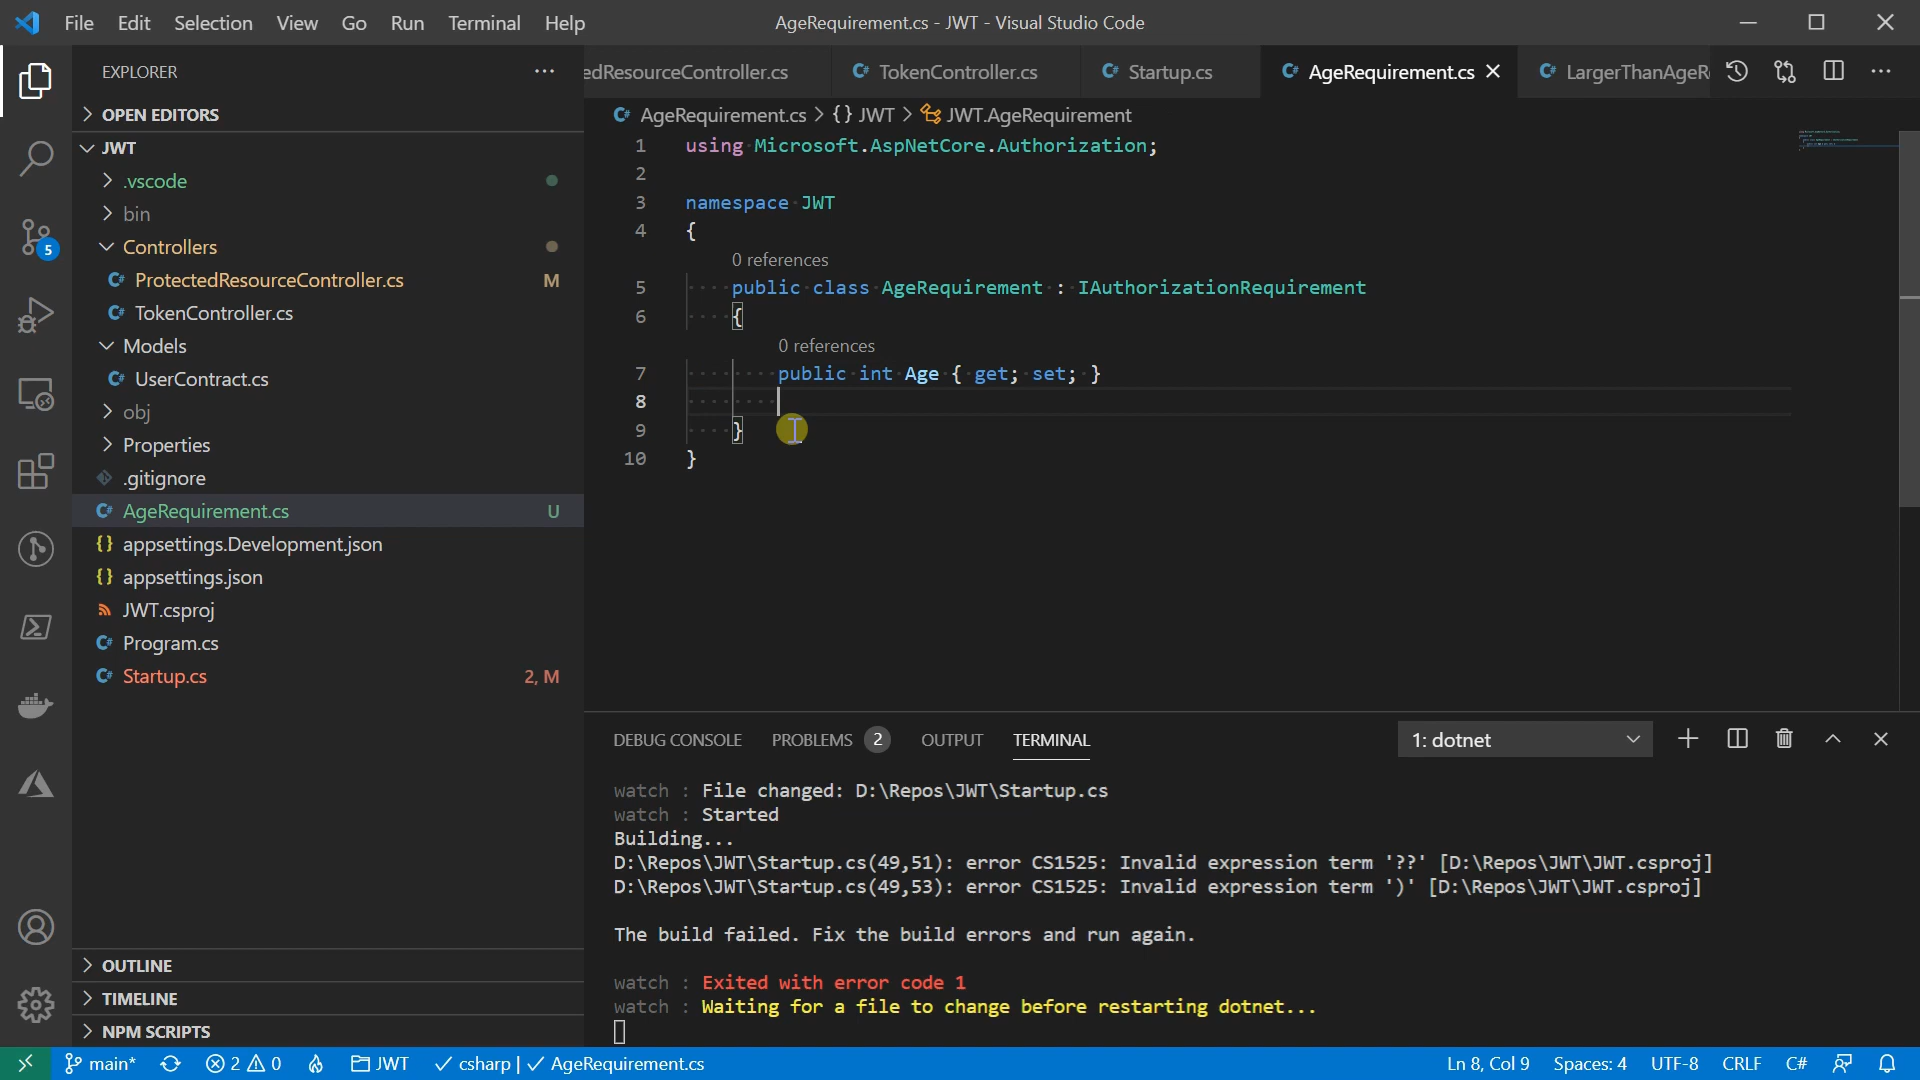 File Edit Selection View Go Run Terminal Help AgeRequirement.cs - JWT - Visual Studio Code
EXPLORER
OPEN EDITORS
JWT
.vscode
bin
Controllers
ProtectedResourceController.cs M
TokenController.cs
Models
UserContract.cs
obj
Properties
.gitignore
AgeRequirement.cs U
appsettings.Development.json
appsettings.json
JWT.csproj
Program.cs
Startup.cs 2, M
OUTLINE
TIMELINE
NPM SCRIPTS
5
edResourceController.cs TokenController.cs Startup.cs AgeRequirement.cs LargerThanAgeR
AgeRequirement.cs > {} JWT > JWT.AgeRequirement
1 using Microsoft.AspNetCore.Authorization;
2
3 namespace JWT
4 {
0 references
5 public class AgeRequirement : IAuthorizationRequirement
6 {
0 references
7 public int Age { get; set; }
8
9 }
10 }
DEBUG CONSOLE PROBLEMS 2 OUTPUT TERMINAL 1: dotnet
watch : File changed: D:\Repos\JWT\Startup.cs
watch : Started
Building...
D:\Repos\JWT\Startup.cs(49,51): error CS1525: Invalid expression term '??' [D:\Repos\JWT\JWT.csproj]
D:\Repos\JWT\Startup.cs(49,53): error CS1525: Invalid expression term ')' [D:\Repos\JWT\JWT.csproj]
The build failed. Fix the build errors and run again.
watch : Exited with error code 1
watch : Waiting for a file to change before restarting dotnet...
main* 2 0 JWT csharp | AgeRequirement.cs Ln 8, Col 9 Spaces: 4 UTF-8 CRLF C#